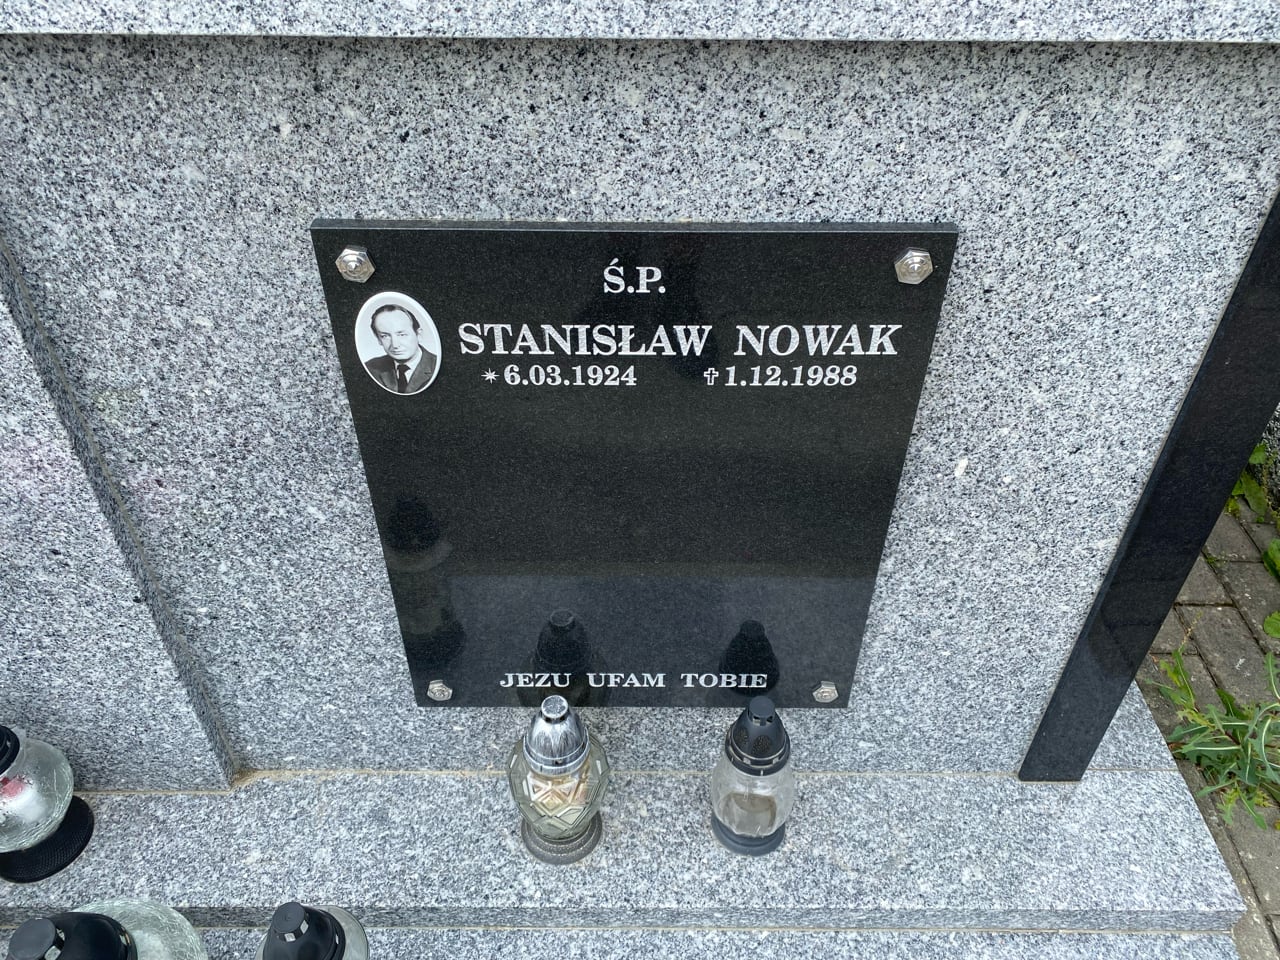 Ś.P.
STANISŁAW NOWAK
✴6.03.1924 ✝1.12.1988
JEZU UFAM TOBIE